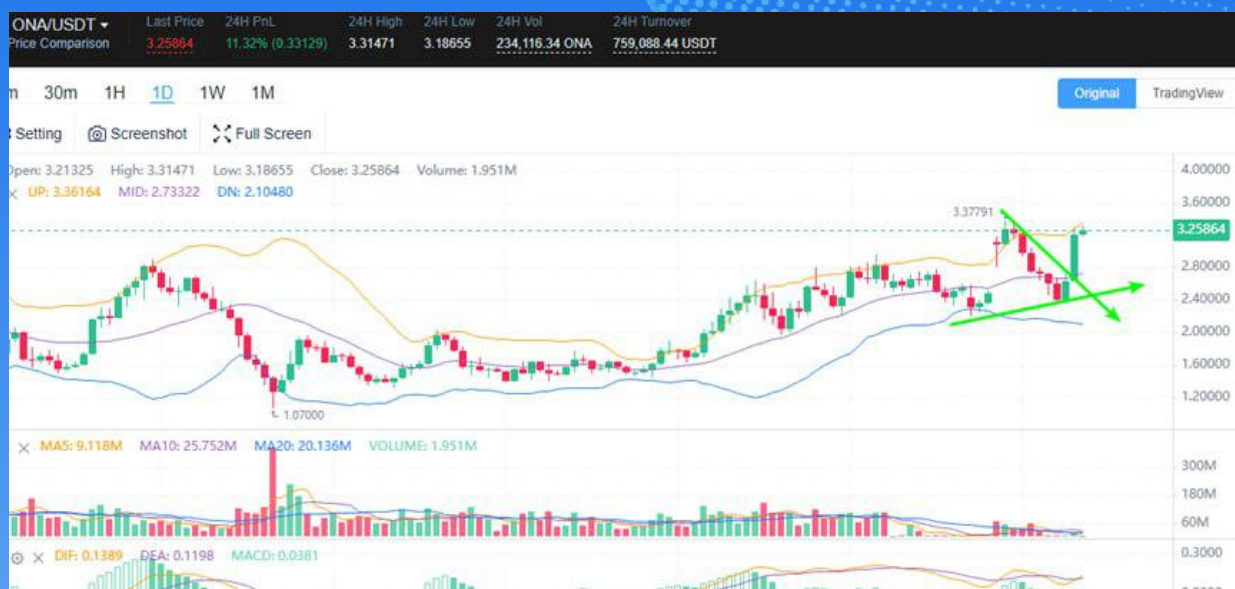 ONA/USDT Last Price 24H PnL 24H High 24H Low 24H Vol 24H Turnover
Price Comparison 3.25864 11.32% (0.33129) 3.31471 3.18655 234,116.34 ONA 759,088.44 USDT
m 30m 1H 1D 1W 1M Original TradingView
Setting Screenshot Full Screen
Open: 3.21325 High: 3.31471 Low: 3.18655 Close: 3.25864 Volume: 1.951M 4.00000
UP: 3.36164 MID: 2.73322 DN: 2.10480
3.60000
3.37791
3.25864
2.80000
2.40000
2.00000
1.60000
1.20000
1.07000
MA5: 9.118M MA10: 25.752M MA20: 20.136M VOLUME: 1.951M
300M
180M
60M
DIF: 0.1389 DEA: 0.1198 MACD: 0.0381 0.3000